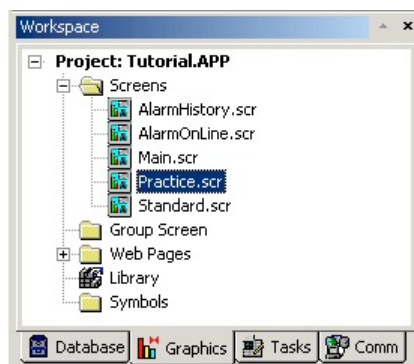 Workspace
Project: Tutorial.APP
Screens
AlarmHistory.scr
AlarmOnLine.scr
Main.scr
Practice.scr
Standard.scr
Group Screen
Web Pages
Library
Symbols
Database Graphics Tasks Comm